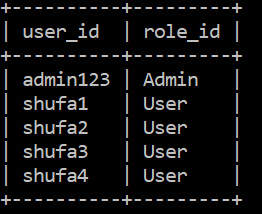 +----------+---------+
| user_id  | role_id |
+----------+---------+
| admin123 | Admin   |
| shufa1   | User    |
| shufa2   | User    |
| shufa3   | User    |
| shufa4   | User    |
+----------+---------+